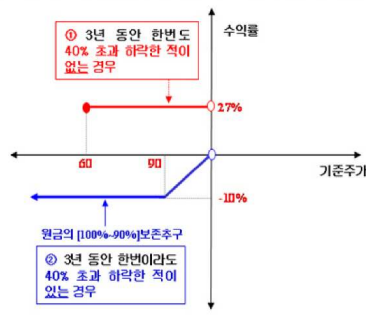 ① 3년 동안 한번도
40% 초과 하락한 적이
없는 경우
수익률
27%
60
90
기준주가
-10%
원금의 [100%~90%]보존추구
② 3년 동안 한번이라도
40% 초과 하락한 적이
있는 경우